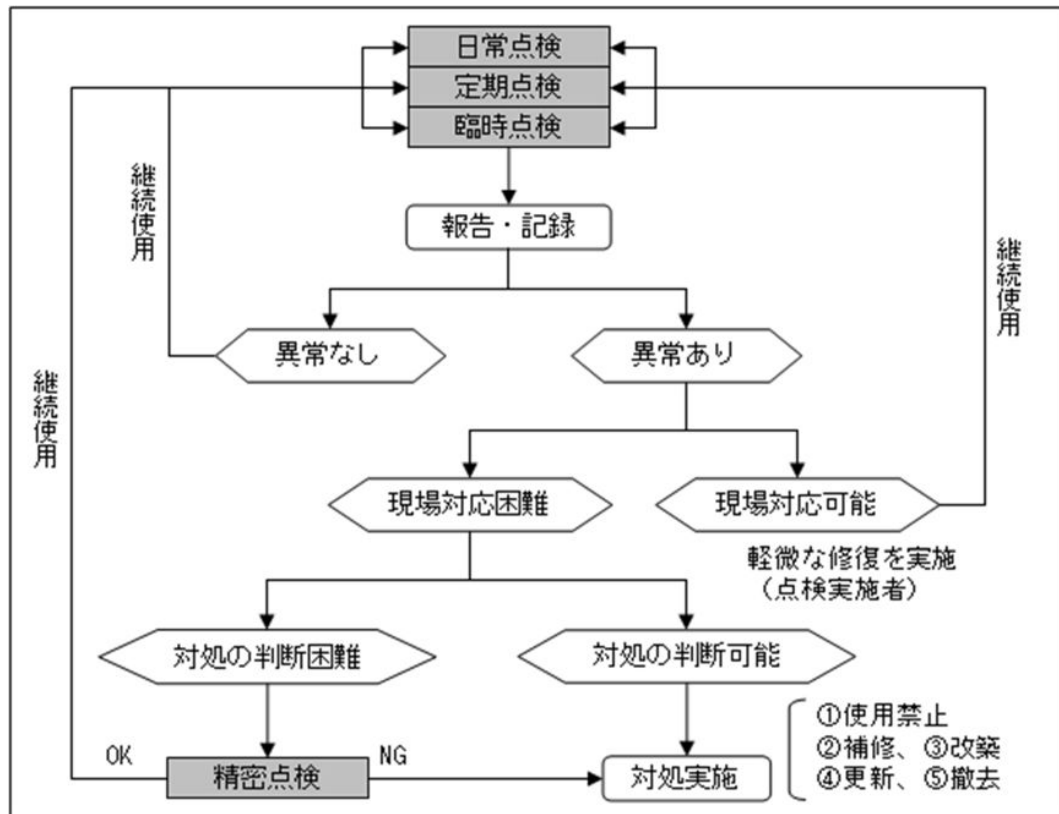 日常点検
定期点検
臨時点検
報告・記録
継続使用
継続使用
継続使用
異常なし
異常あり
現場対応困難
現場対応可能
軽微な修復を実施
(点検実施者)
対処の判断困難
対処の判断可能
OK
精密点検
NG
対処実施
①使用禁止
②補修、③改築
④更新、⑤撤去